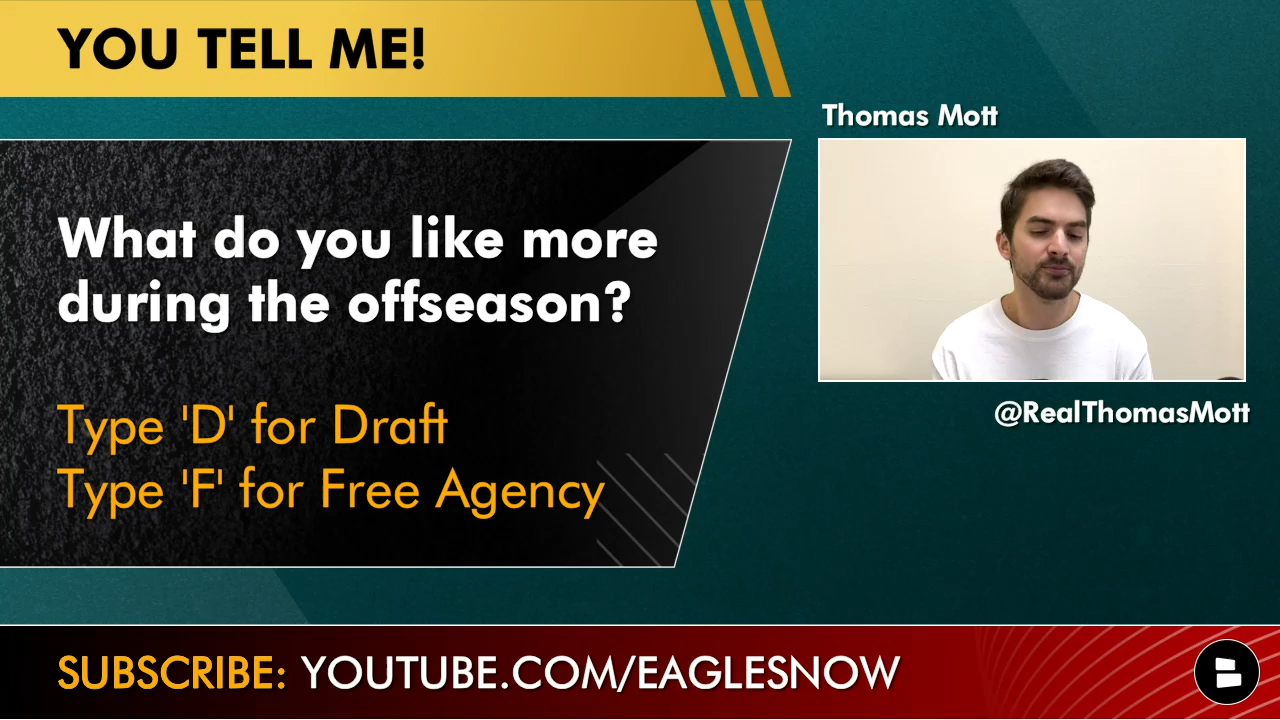 YOU TELL ME!
Thomas Mott
What do you like more
during the offseason?
Type 'D' for Draft
Type 'F' for Free Agency
@RealThomasMott
SUBSCRIBE: YOUTUBE.COM/EAGLESNOW